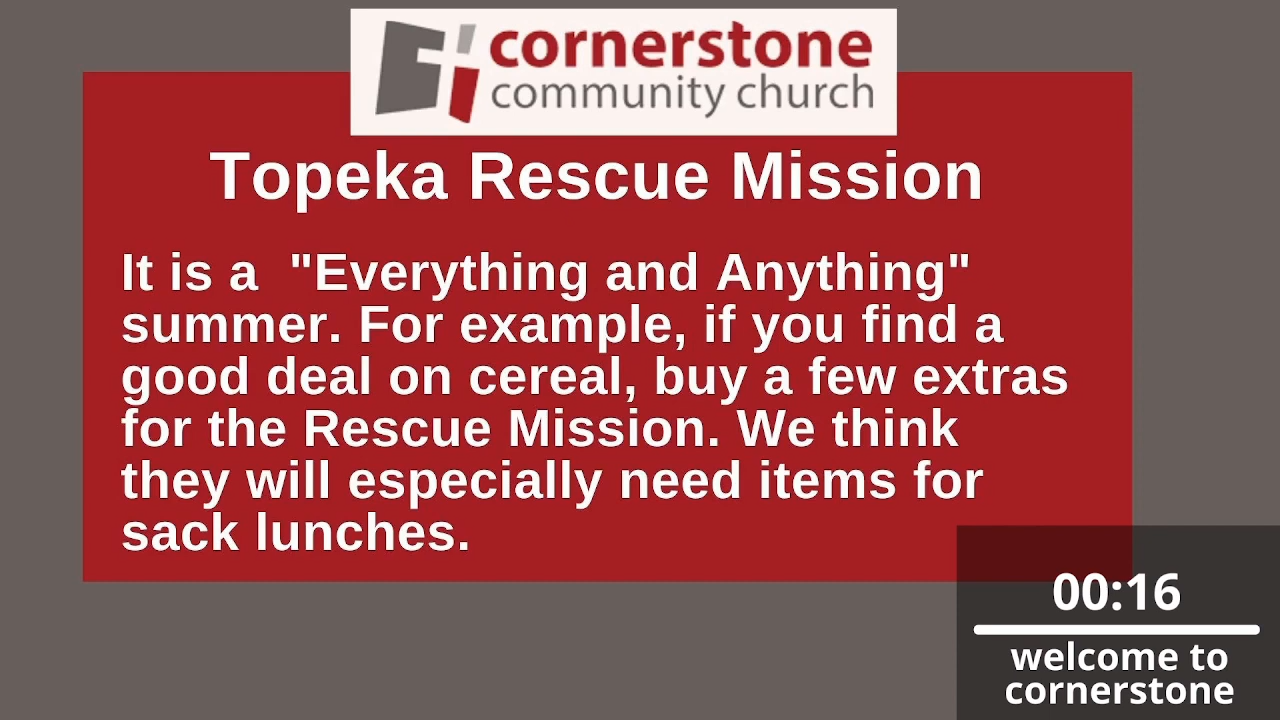 cornerstone
community church
Topeka Rescue Mission
It is a  "Everything and Anything"
summer. For example, if you find a
good deal on cereal, buy a few extras
for the Rescue Mission. We think
they will especially need items for
sack lunches.
00:16
welcome to
cornerstone